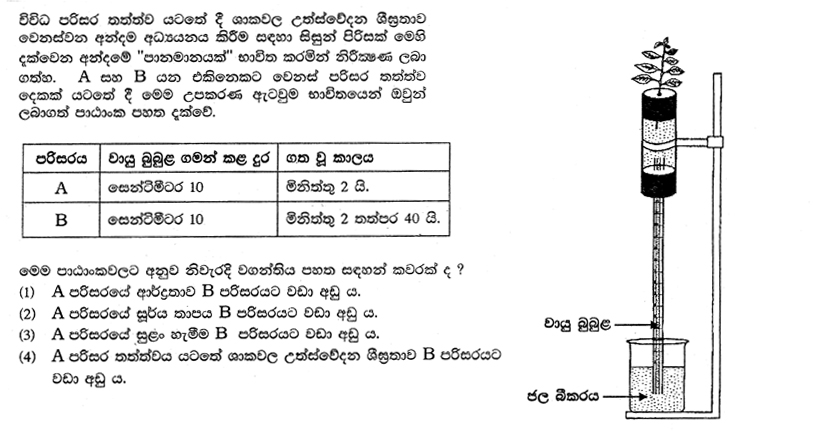 විවිධ පරිසර තත්ත්ව යටතේ දී ශාකවල උත්ස්වේදන ශීඝ්‍රතාව
වෙනස්වන අන්දම අධ්‍යයනය කිරීම සඳහා සිසුන් පිරිසක් මෙහි
දැක්වෙන අන්දමේ "පානමානයක්" භාවිත කරමින් නිරීක්ෂණ ලබා
ගත්හ. A සහ B යන එකිනෙකට වෙනස් පරිසර තත්ත්ව
දෙකක් යටතේ දී මෙම උපකරණ ඇටවුම භාවිතයෙන් ඔවුන්
ලබාගත් පාඨාංක පහත දැක්වේ.
පරිසරය වායු බුබුළ ගමන් කළ දුර ගත වූ කාලය
A සෙන්ටිමීටර 10 මිනිත්තු 2 යි.
B සෙන්ටිමීටර 10 මිනිත්තු 2 තත්පර 40 යි.
මෙම පාඨාංකවලට අනුව නිවැරදි වගන්තිය පහත සඳහන් කවරක් ද ?
(1) A පරිසරයේ ආර්ද්‍රතාව B පරිසරයට වඩා අඩු ය.
(2) A පරිසරයේ සූර්ය තාපය B පරිසරයට වඩා අඩු ය.
(3) A පරිසරයේ සුළං හැමීම B පරිසරයට වඩා අඩු ය.
(4) A පරිසර තත්ත්වය යටතේ ශාකවල උත්ස්වේදන ශීඝ්‍රතාව B පරිසරයට
වඩා අඩු ය.
වායු බුබුළ
ජල බීකරය